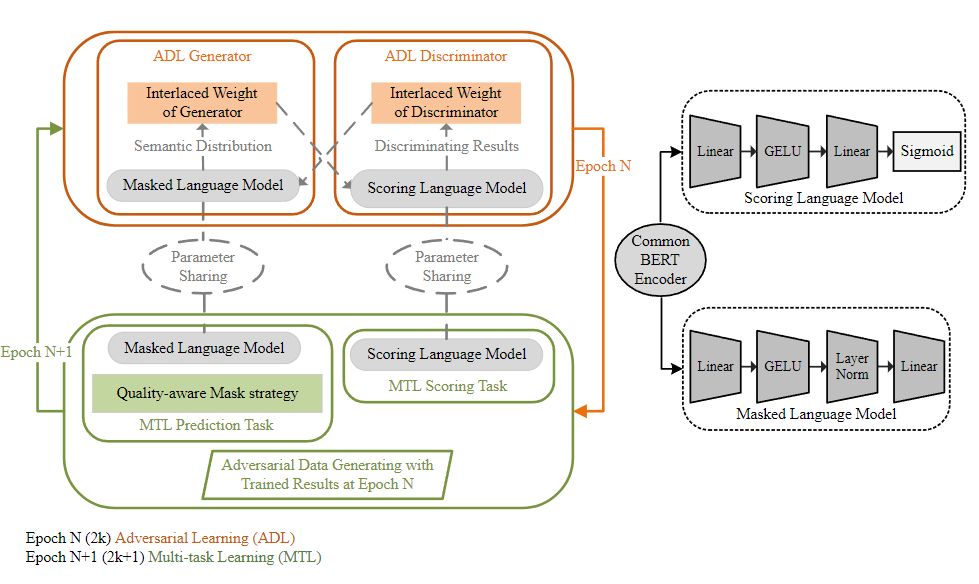 ADL Generator
Interlaced Weight
of Generator
Semantic Distribution
Masked Language Model
ADL Discriminator
Interlaced Weight
of Discriminator
Discriminating Results
Scoring Language Model
Epoch N
Parameter
Sharing
Parameter
Sharing
Epoch N+1
Masked Language Model
Quality-aware Mask strategy
MTL Prediction Task
Scoring Language Model
MTL Scoring Task
Adversarial Data Generating with
Trained Results at Epoch N
Epoch N (2k) Adversarial Learning (ADL)
Epoch N+1 (2k+1) Multi-task Learning (MTL)
Linear
GELU
Linear
Sigmoid
Scoring Language Model
Common
BERT
Encoder
Linear
GELU
Layer
Norm
Linear
Masked Language Model